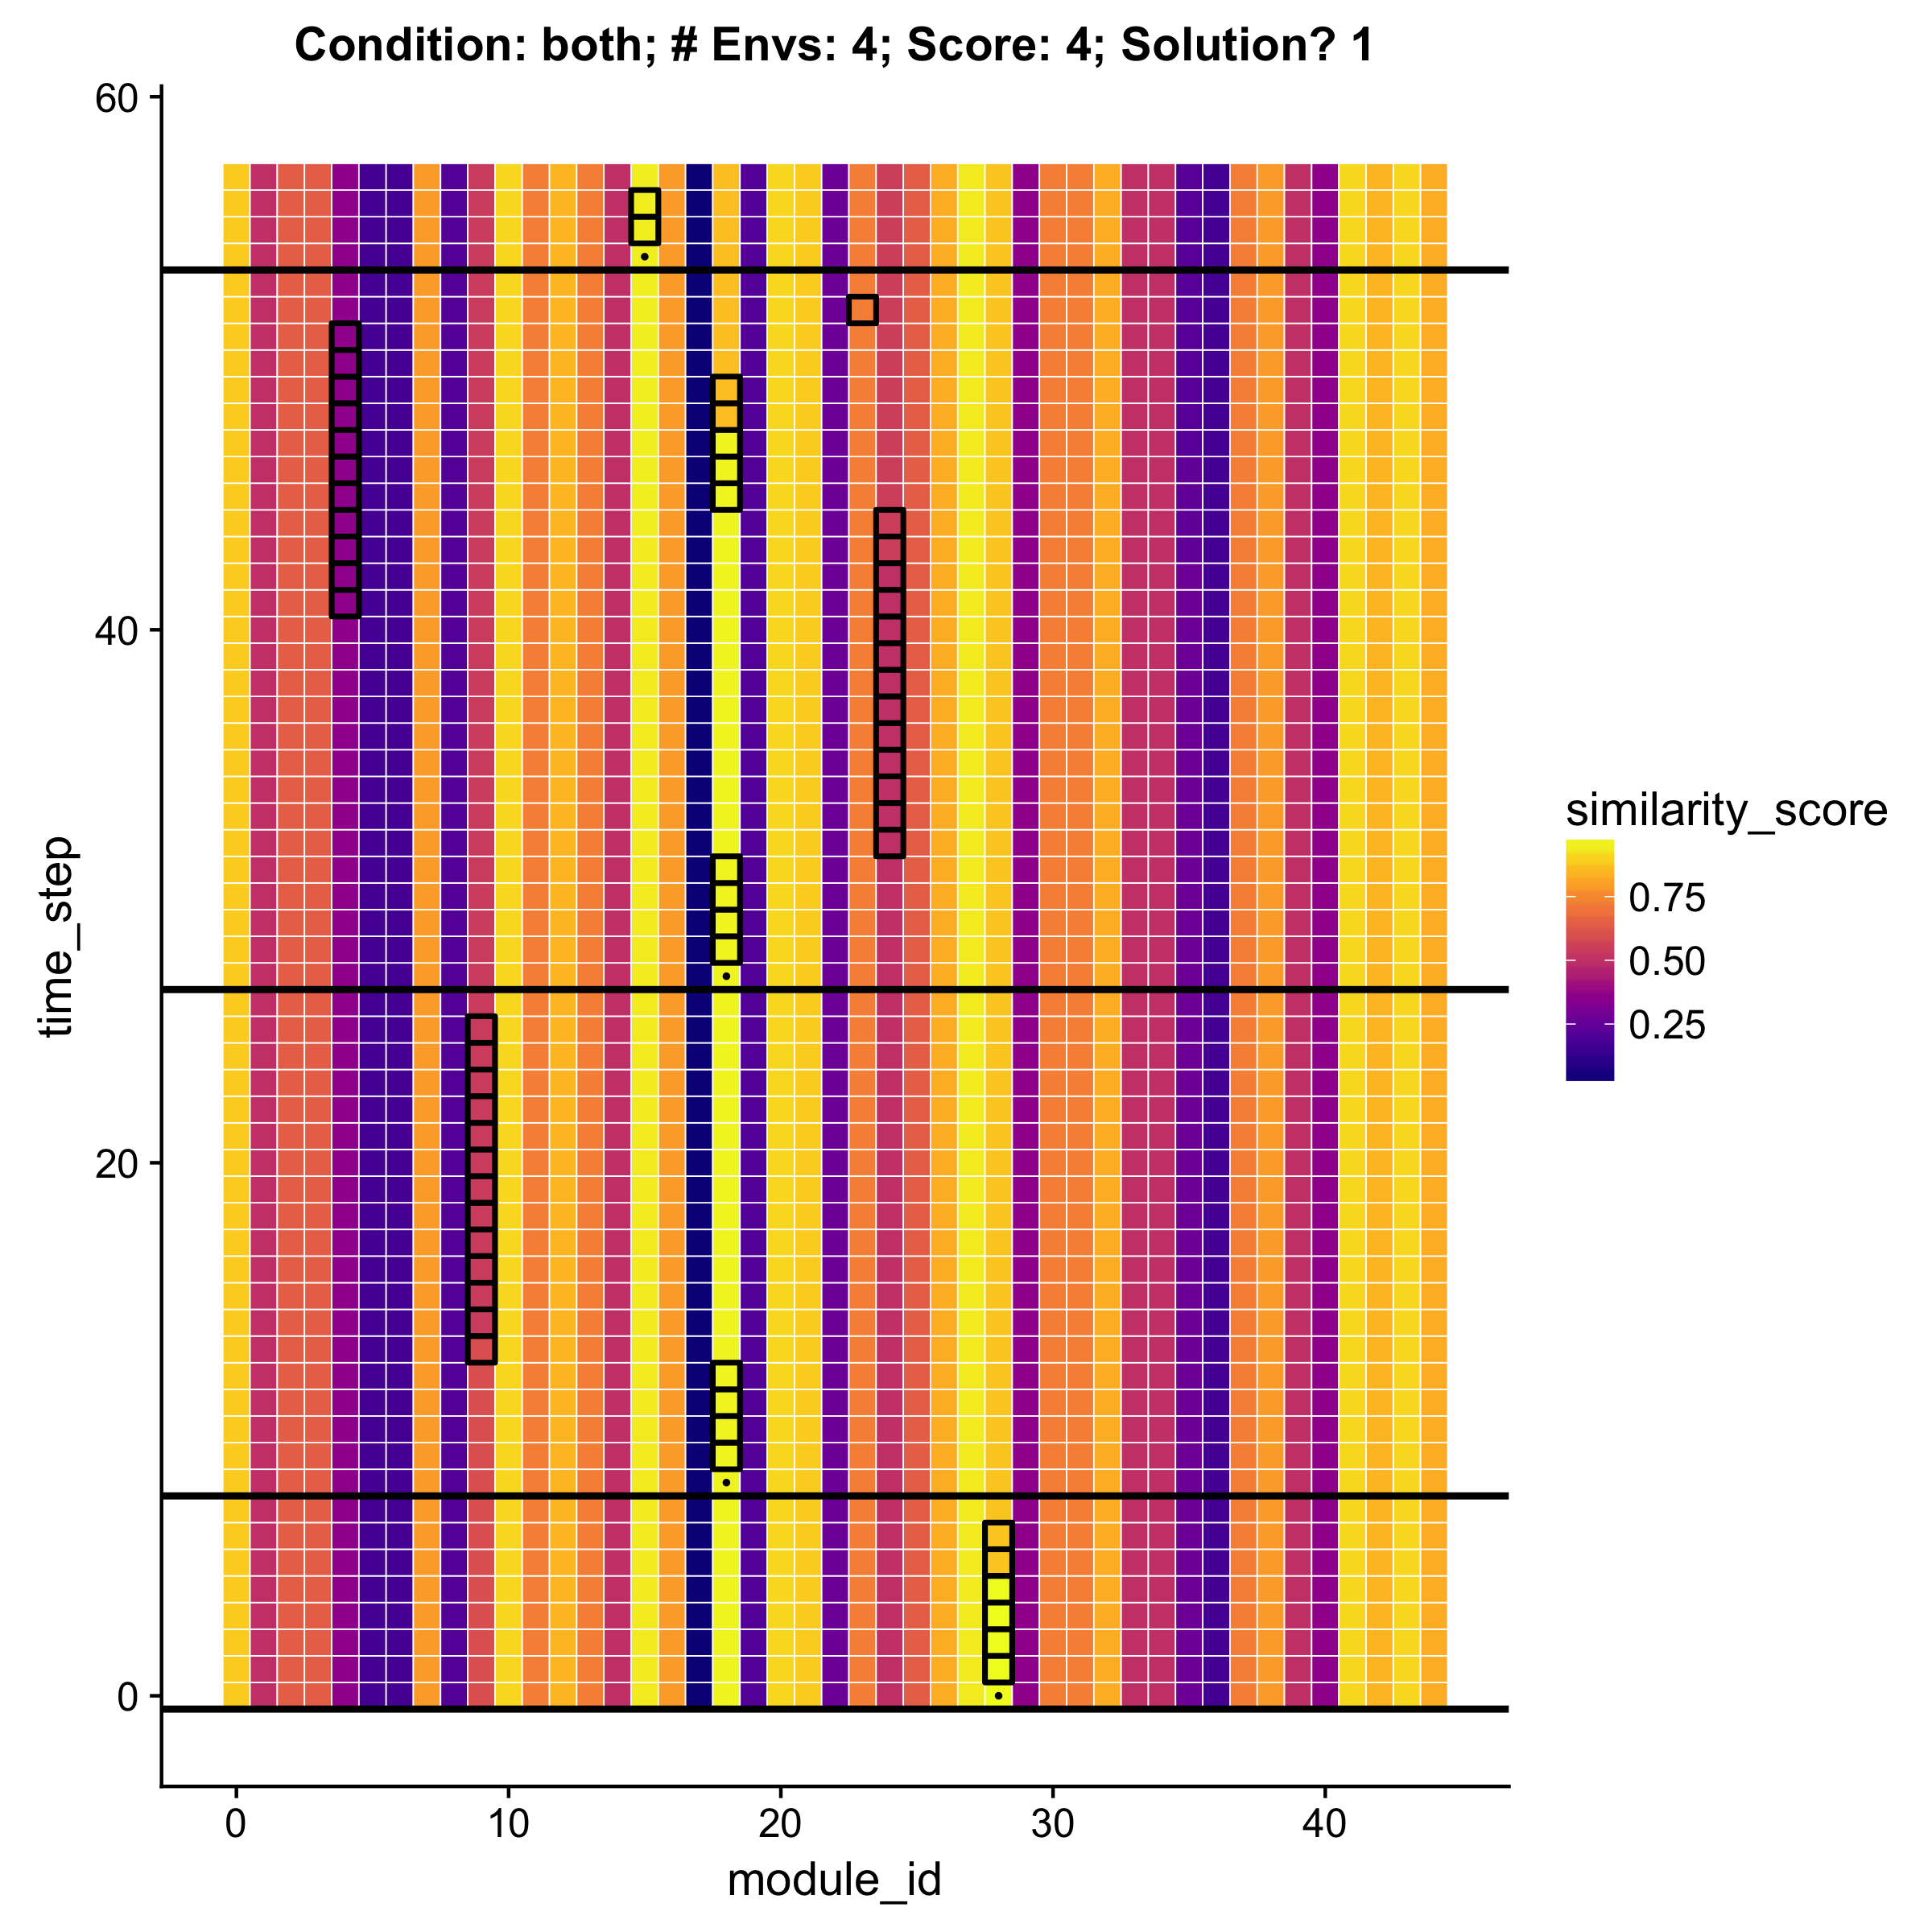 Condition: both; # Envs: 4; Score: 4; Solution? 1
60
40
20
0
time_step
0 10 20 30 40
module_id
similarity_score
0.75
0.50
0.25